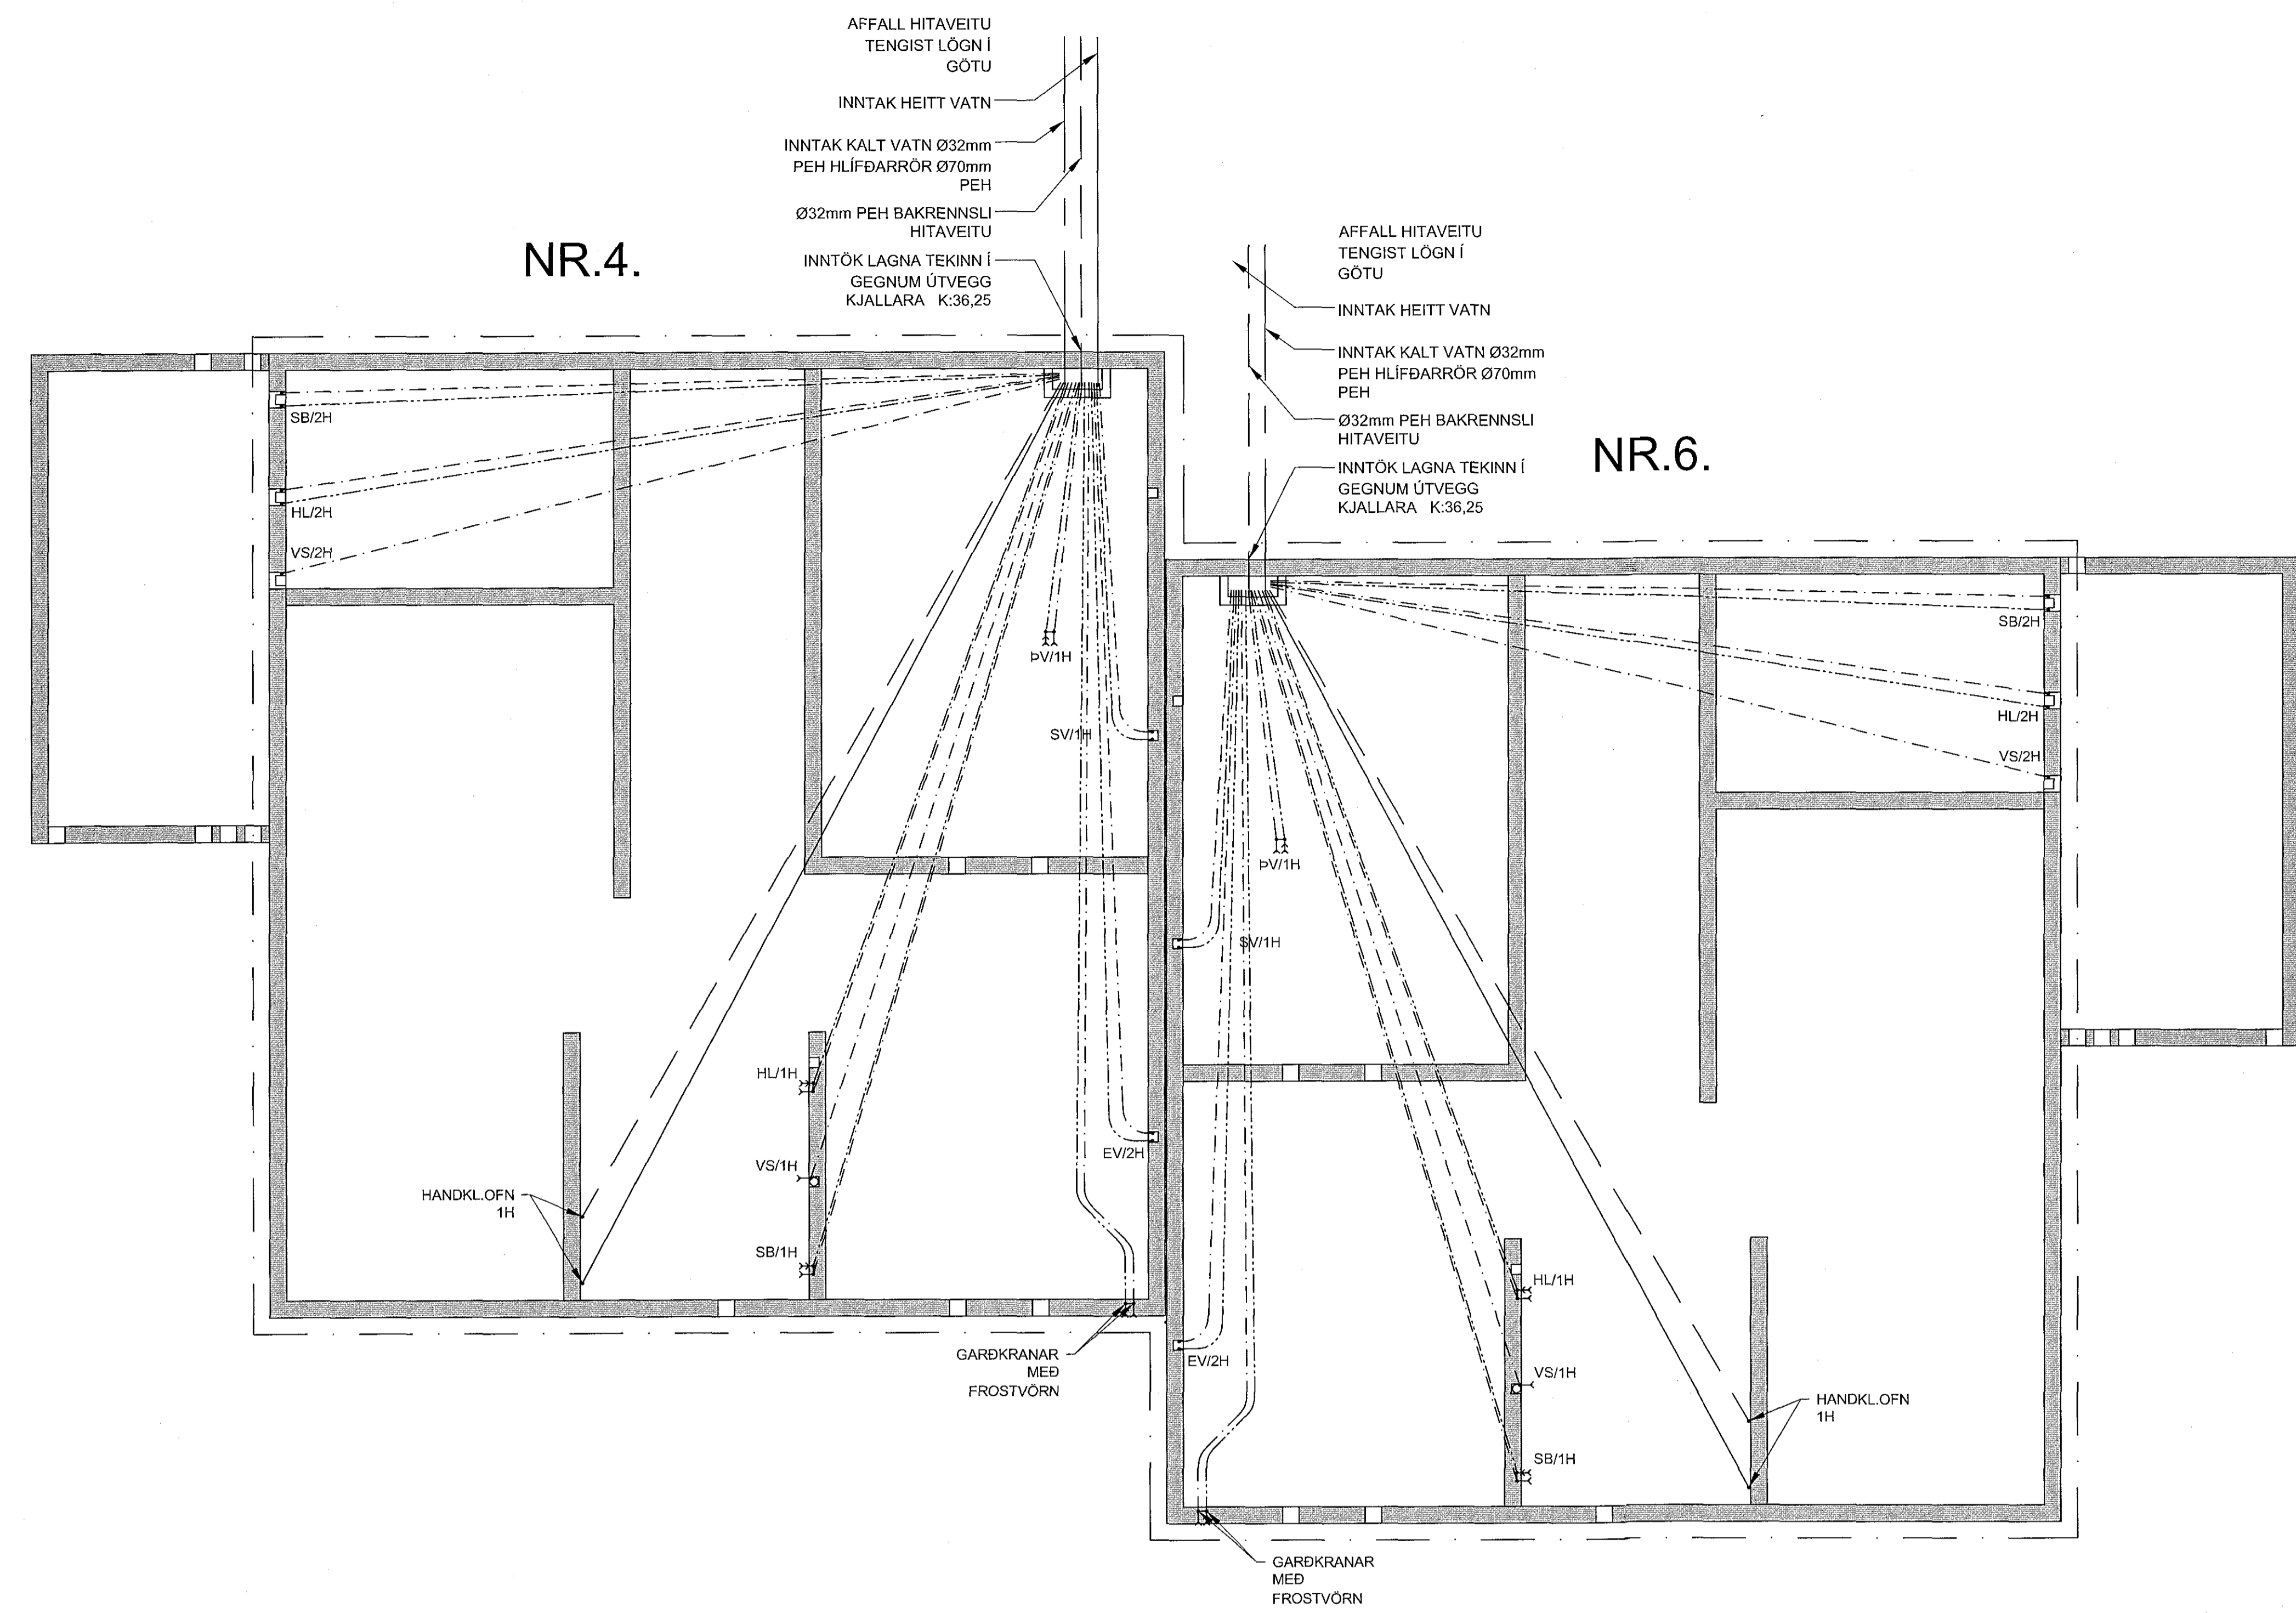 AFFALL HITAVEITU
TENGIST LÖGN Í
GÖTU
INNTAK HEITT VATN
INNTAK KALT VATN Ø32mm
PEH HLÍFÐARRÖR Ø70mm
PEH
Ø32mm PEH BAKRENNSLI
HITAVEITU
INNTÖK LAGNA TEKINN Í
GEGNUM ÚTVEGG
KJALLARA K:36,25
NR.4.
AFFALL HITAVEITU
TENGIST LÖGN Í
GÖTU
INNTAK HEITT VATN
INNTAK KALT VATN Ø32mm
PEH HLÍFÐARRÖR Ø70mm
PEH
Ø32mm PEH BAKRENNSLI
HITAVEITU
INNTÖK LAGNA TEKINN Í
GEGNUM ÚTVEGG
KJALLARA K:36,25
NR.6.
SB/2H
HL/2H
VS/2H
ÞV/1H
SV/1H
HL/1H
VS/1H
SB/1H
EV/2H
HANDKL.OFN
1H
GARÐKRANAR
MEÐ
FROSTVÖRN
SB/2H
HL/2H
VS/2H
ÞV/1H
SV/1H
HL/1H
VS/1H
SB/1H
EV/2H
HANDKL.OFN
1H
GARÐKRANAR
MEÐ
FROSTVÖRN